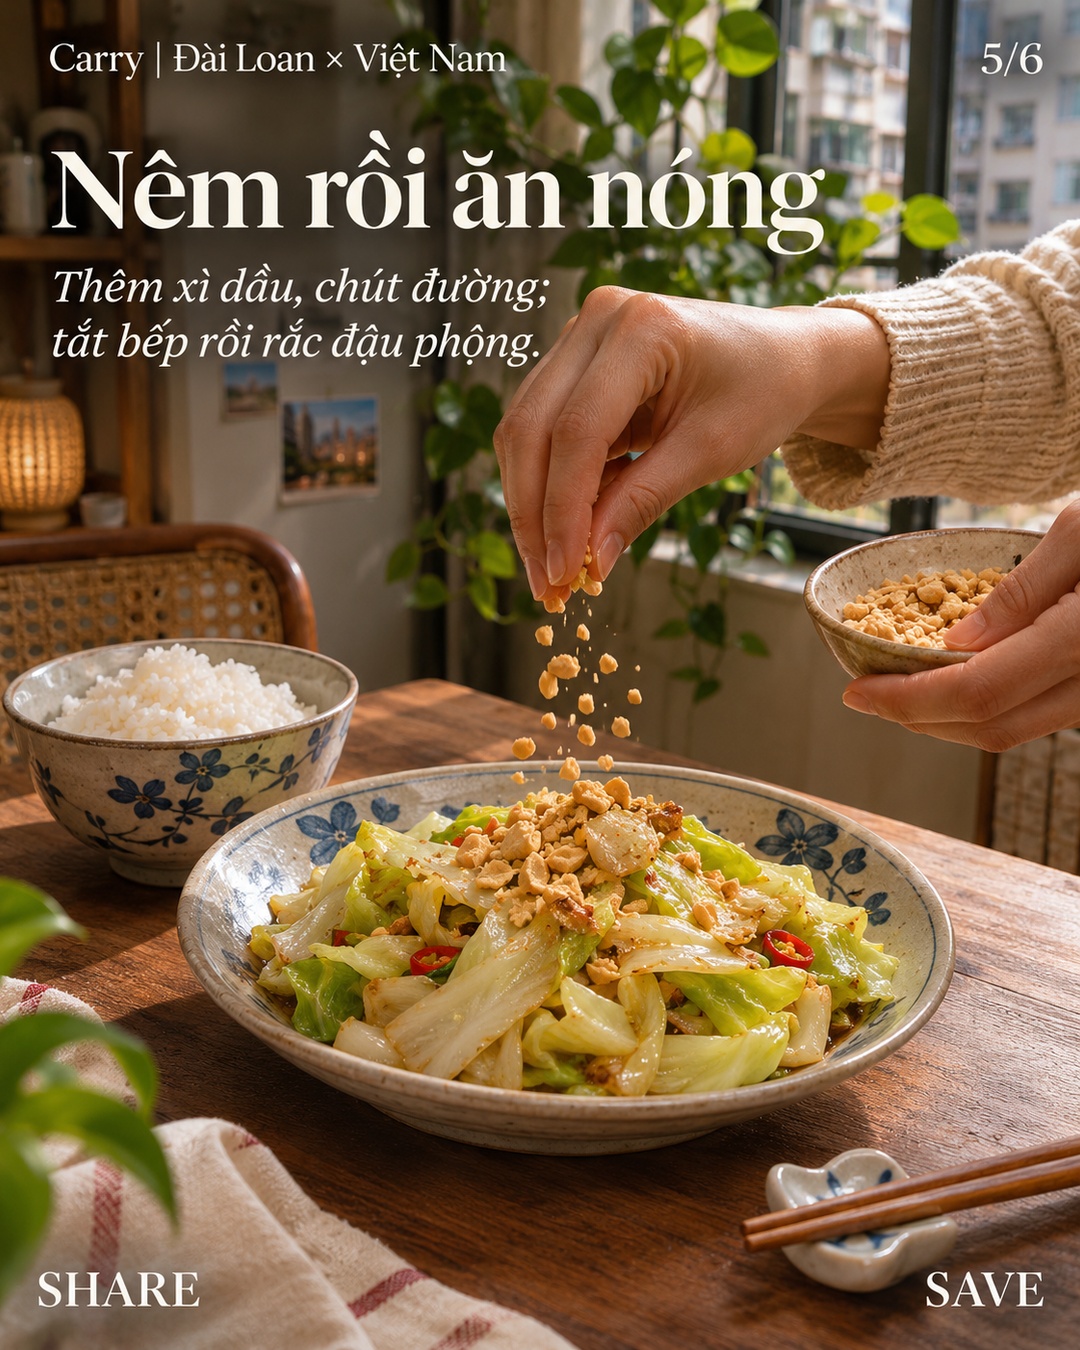 Carry | Đài Loan × Việt Nam
5/6
Nêm rồi ăn nóng
Thêm xì dầu, chút đường;
tắt bếp rồi rắc đậu phộng.
SHARE
SAVE